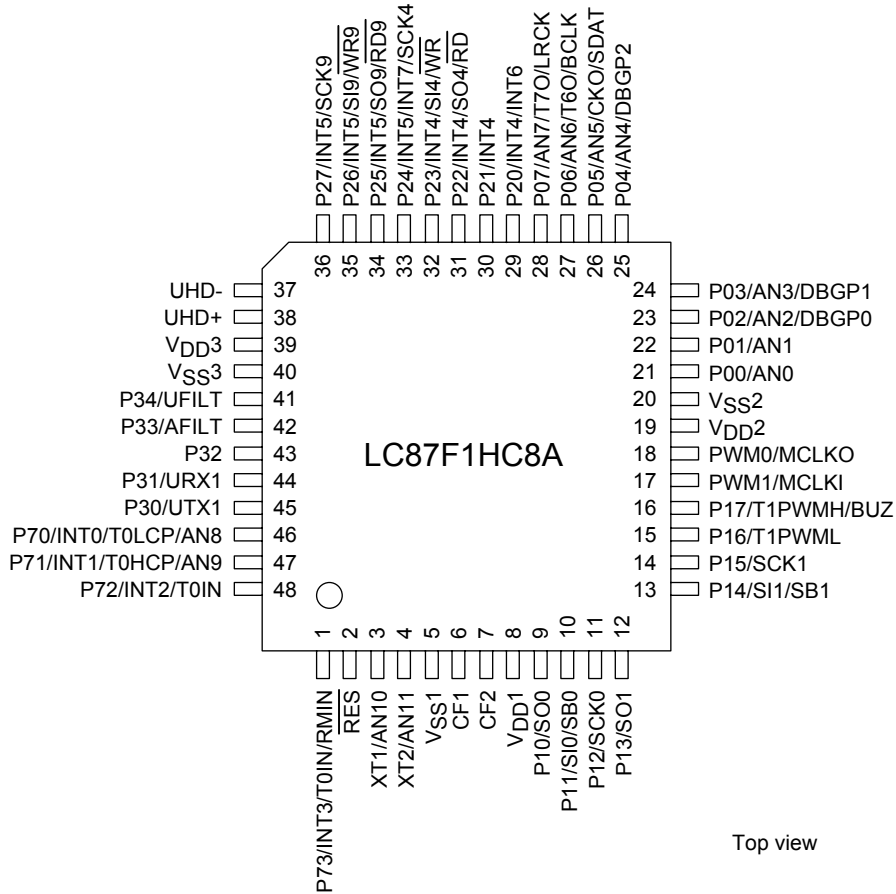 P27/INT5/SCK9
P26/INT5/SI9/WR9
P25/INT5/SO9/RD9
P24/INT5/INT7/SCK4
P23/INT4/SI4/WR
P22/INT4/SO4/RD
P21/INT4
P20/INT4/INT6
P07/AN7/T7O/LRCK
P06/AN6/T6O/BCLK
P05/AN5/CKO/SDAT
P04/AN4/DBGP2
36 35 34 33 32 31 30 29 28 27 26 25
UHD- 37
UHD+ 38
VDD3 39
VSS3 40
P34/UFILT 41
P33/AFILT 42
P32 43
P31/URX1 44
P30/UTX1 45
P70/INT0/T0LCP/AN8 46
P71/INT1/T0HCP/AN9 47
P72/INT2/T0IN 48
LC87F1HC8A
24 P03/AN3/DBGP1
23 P02/AN2/DBGP0
22 P01/AN1
21 P00/AN0
20 VSS2
19 VDD2
18 PWM0/MCLKO
17 PWM1/MCLKI
16 P17/T1PWMH/BUZ
15 P16/T1PWML
14 P15/SCK1
13 P14/SI1/SB1
1 2 3 4 5 6 7 8 9 10 11 12
P73/INT3/T0IN/RMIN
RES
XT1/AN10
XT2/AN11
VSS1
CF1
CF2
VDD1
P10/SO0
P11/SI0/SB0
P12/SCK0
P13/SO1
Top view